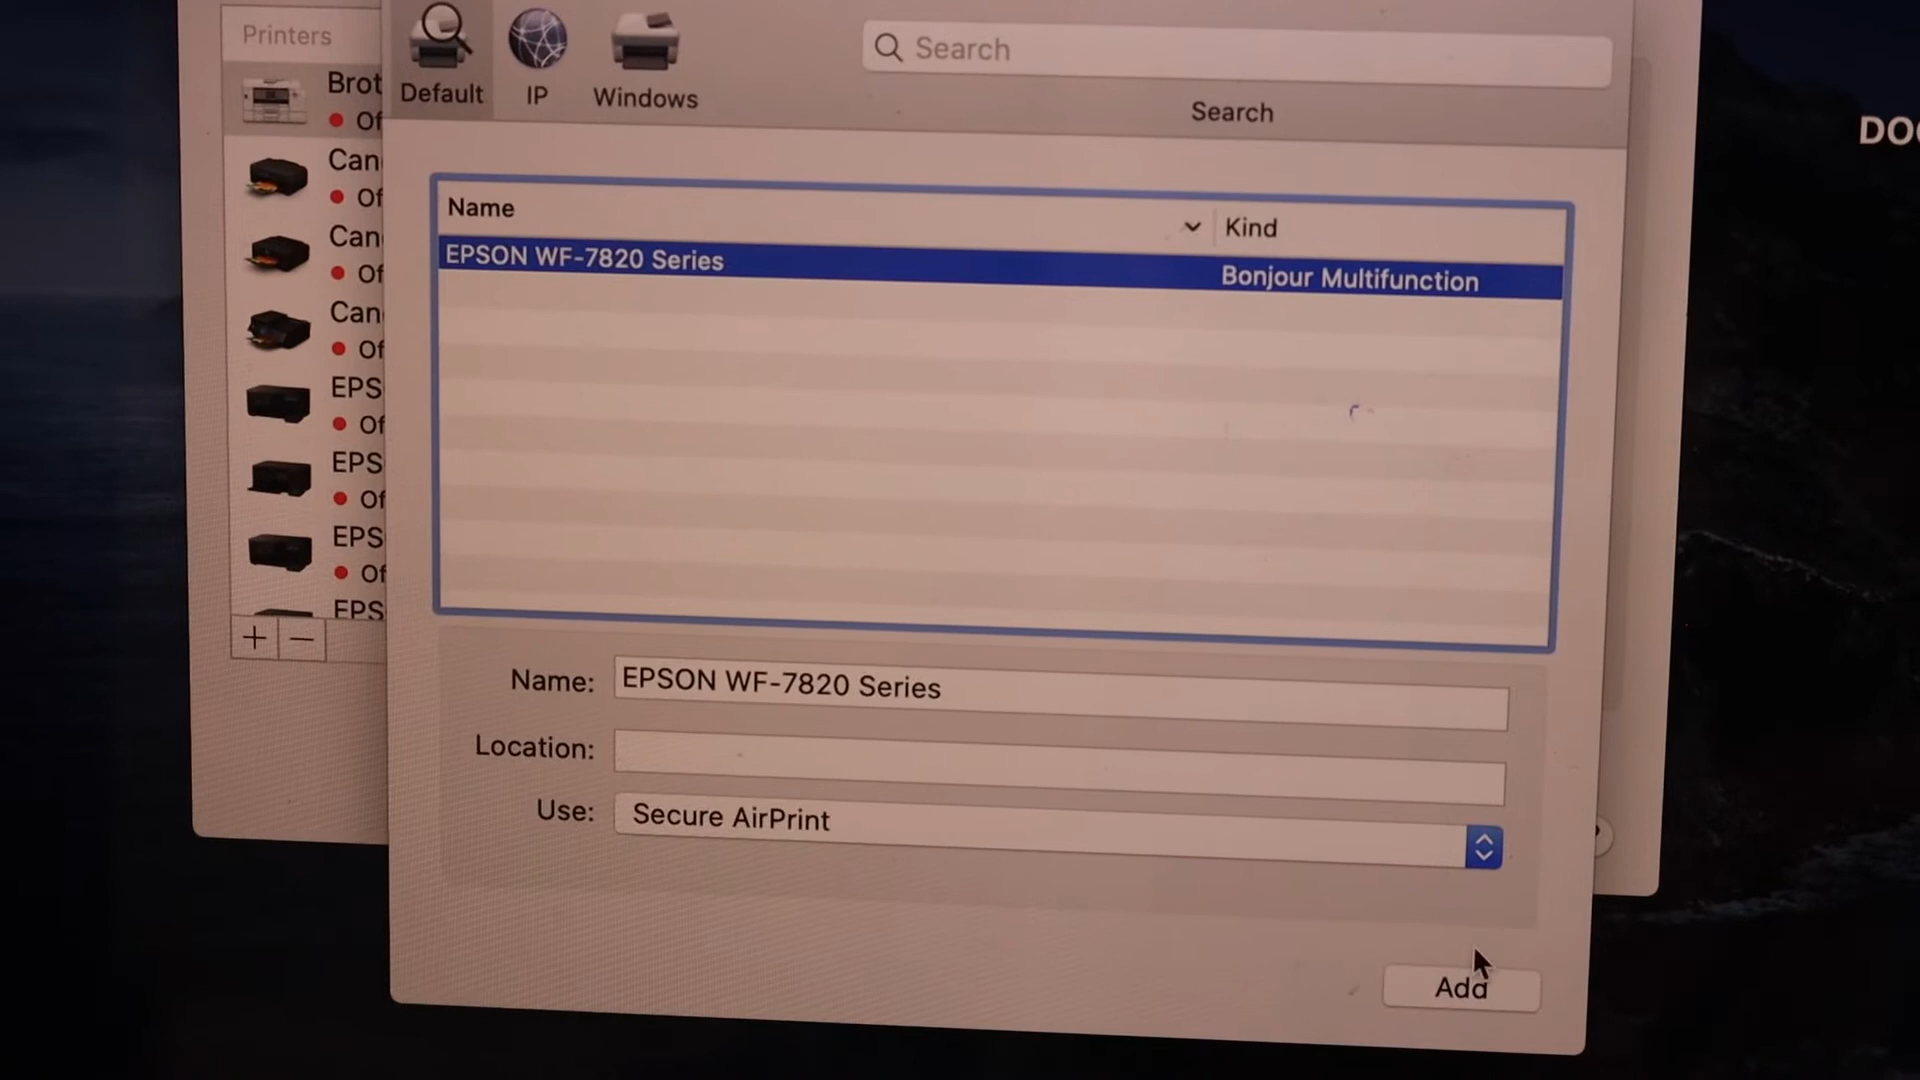 Printers
Brot
Of
Can
Of
Can
Of
Can
Of
EPS
Of
EPS
Of
EPS
Of
EPS
Default
IP
Windows
Search
Search
Name
Kind
EPSON WF-7820 Series
Bonjour Multifunction
Name:
EPSON WF-7820 Series
Location:
Use:
Secure AirPrint
Add
DO